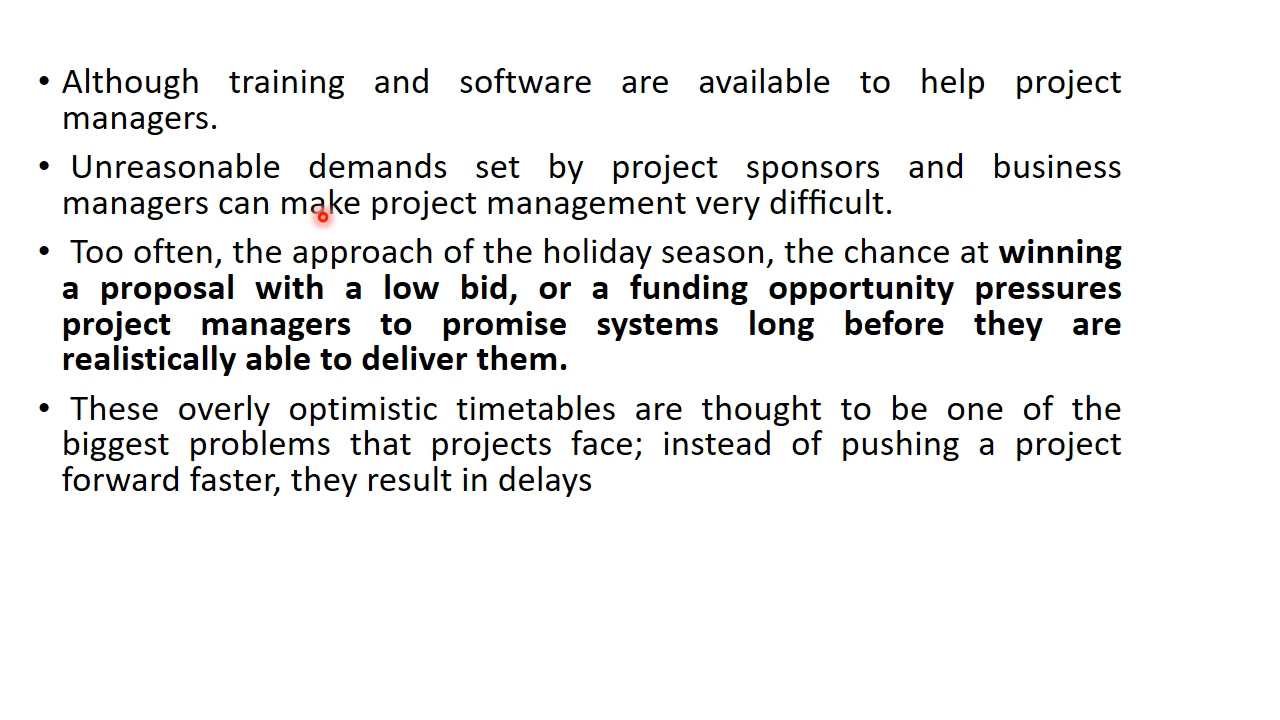 • Although training and software are available to help project
managers.
• Unreasonable demands set by project sponsors and business
managers can make project management very difficult.
• Too often, the approach of the holiday season, the chance at winning
a proposal with a low bid, or a funding opportunity pressures
project managers to promise systems long before they are
realistically able to deliver them.
• These overly optimistic timetables are thought to be one of the
biggest problems that projects face; instead of pushing a project
forward faster, they result in delays